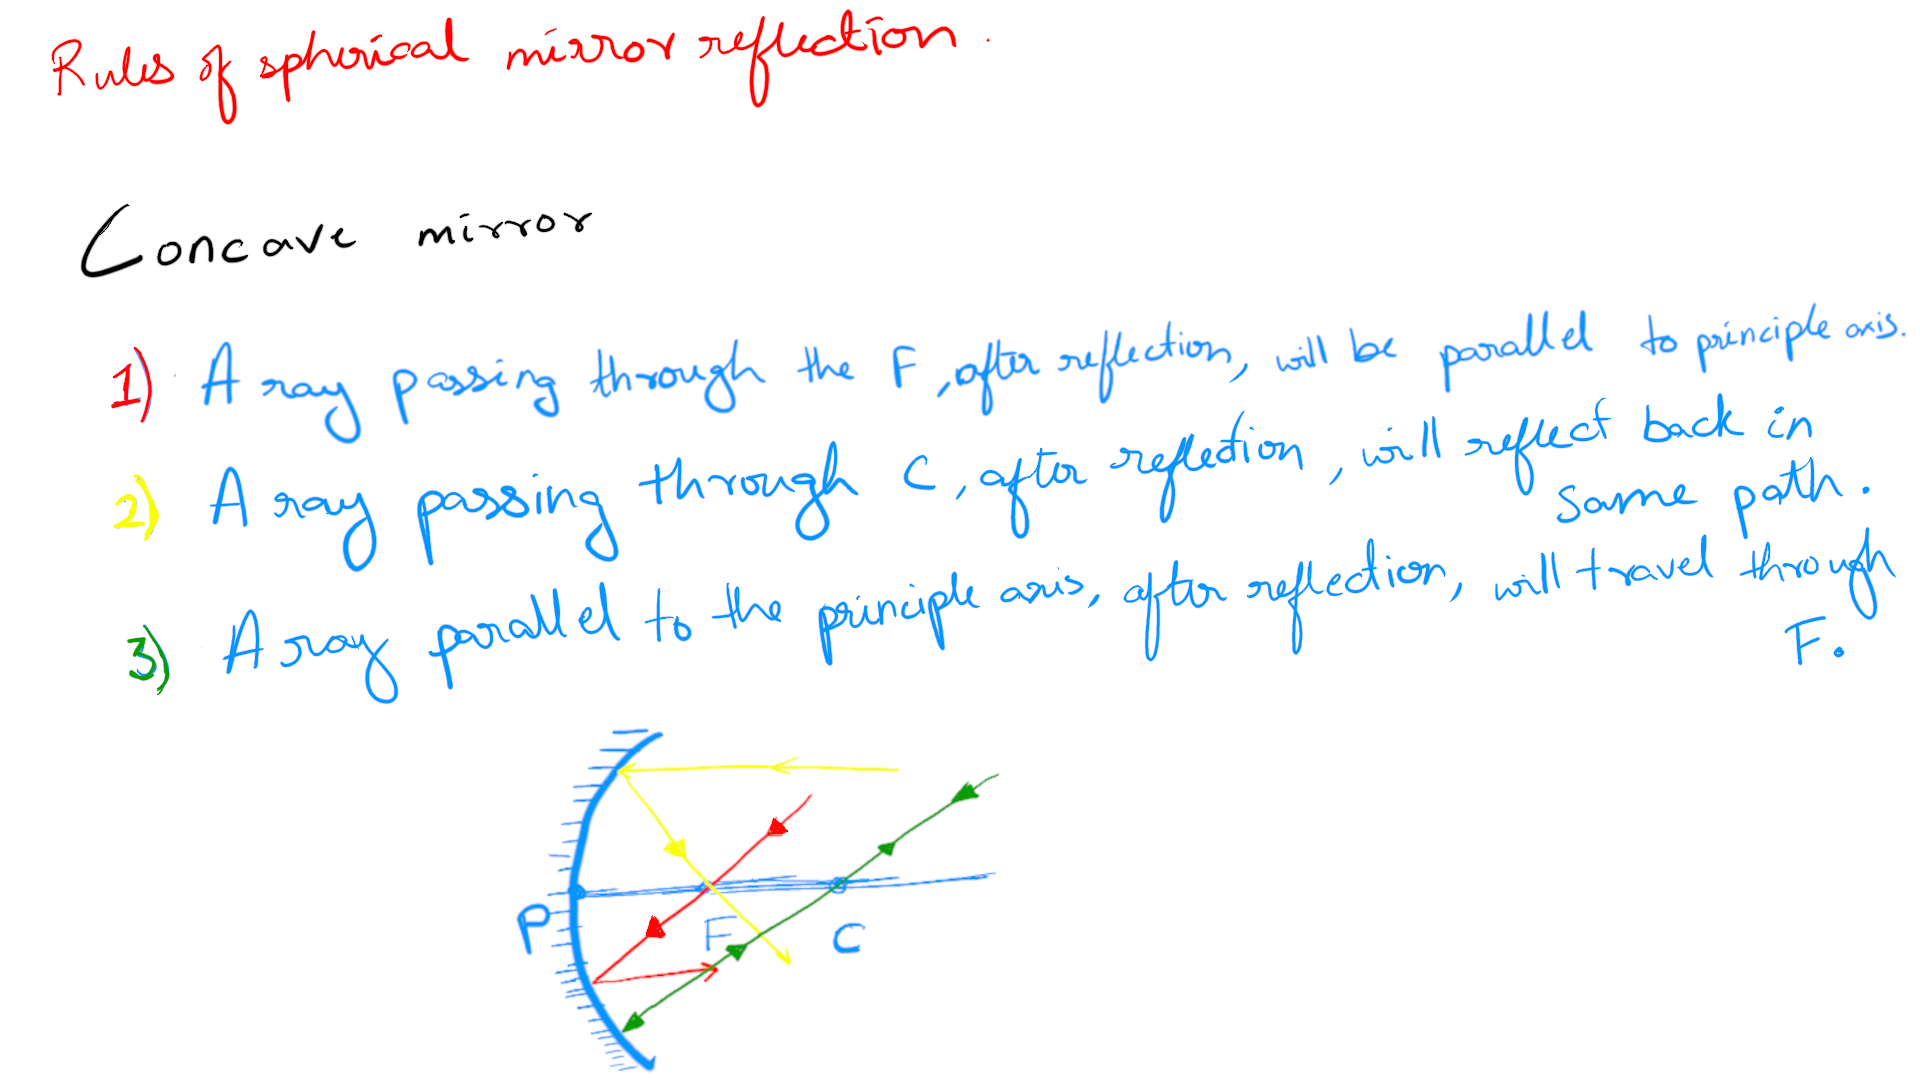 Rules of spherical mirror reflection.
Concave mirror
1) A ray passing through the F, after reflection, will be parallel to principle axis.
2) A ray passing through C, after reflection, will reflect back in
same path.
3) A ray parallel to the principle axis, after reflection, will travel through
F.
P F C